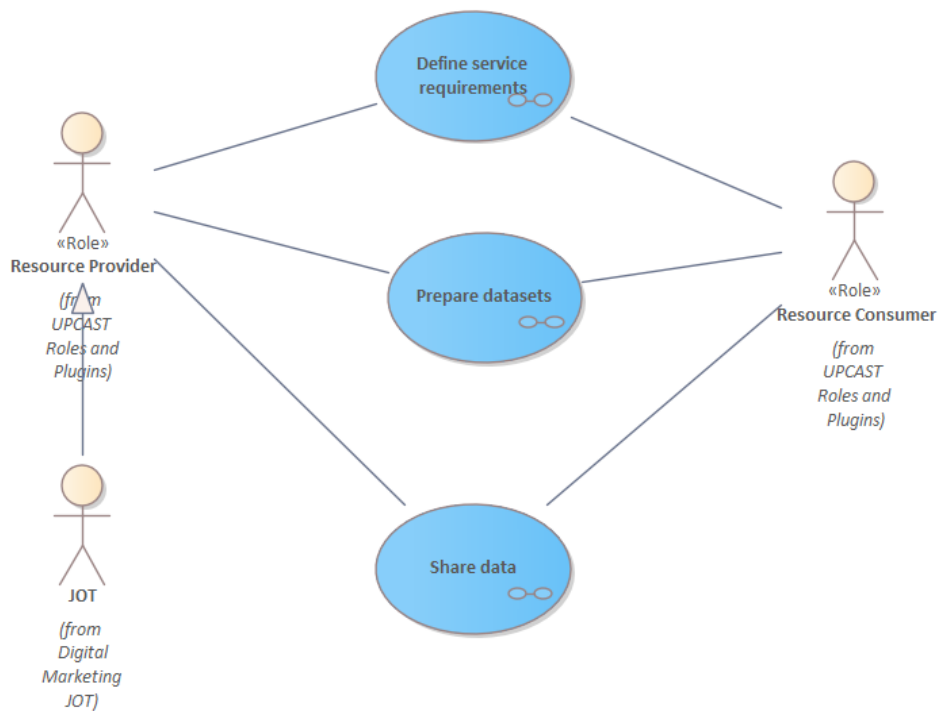 Define service
requirements
«Role»
Resource Provider
(from
UPCAST
Roles and
Plugins)
Prepare datasets
«Role»
Resource Consumer
(from
UPCAST
Roles and
Plugins)
JOT
(from
Digital
Marketing
JOT)
Share data